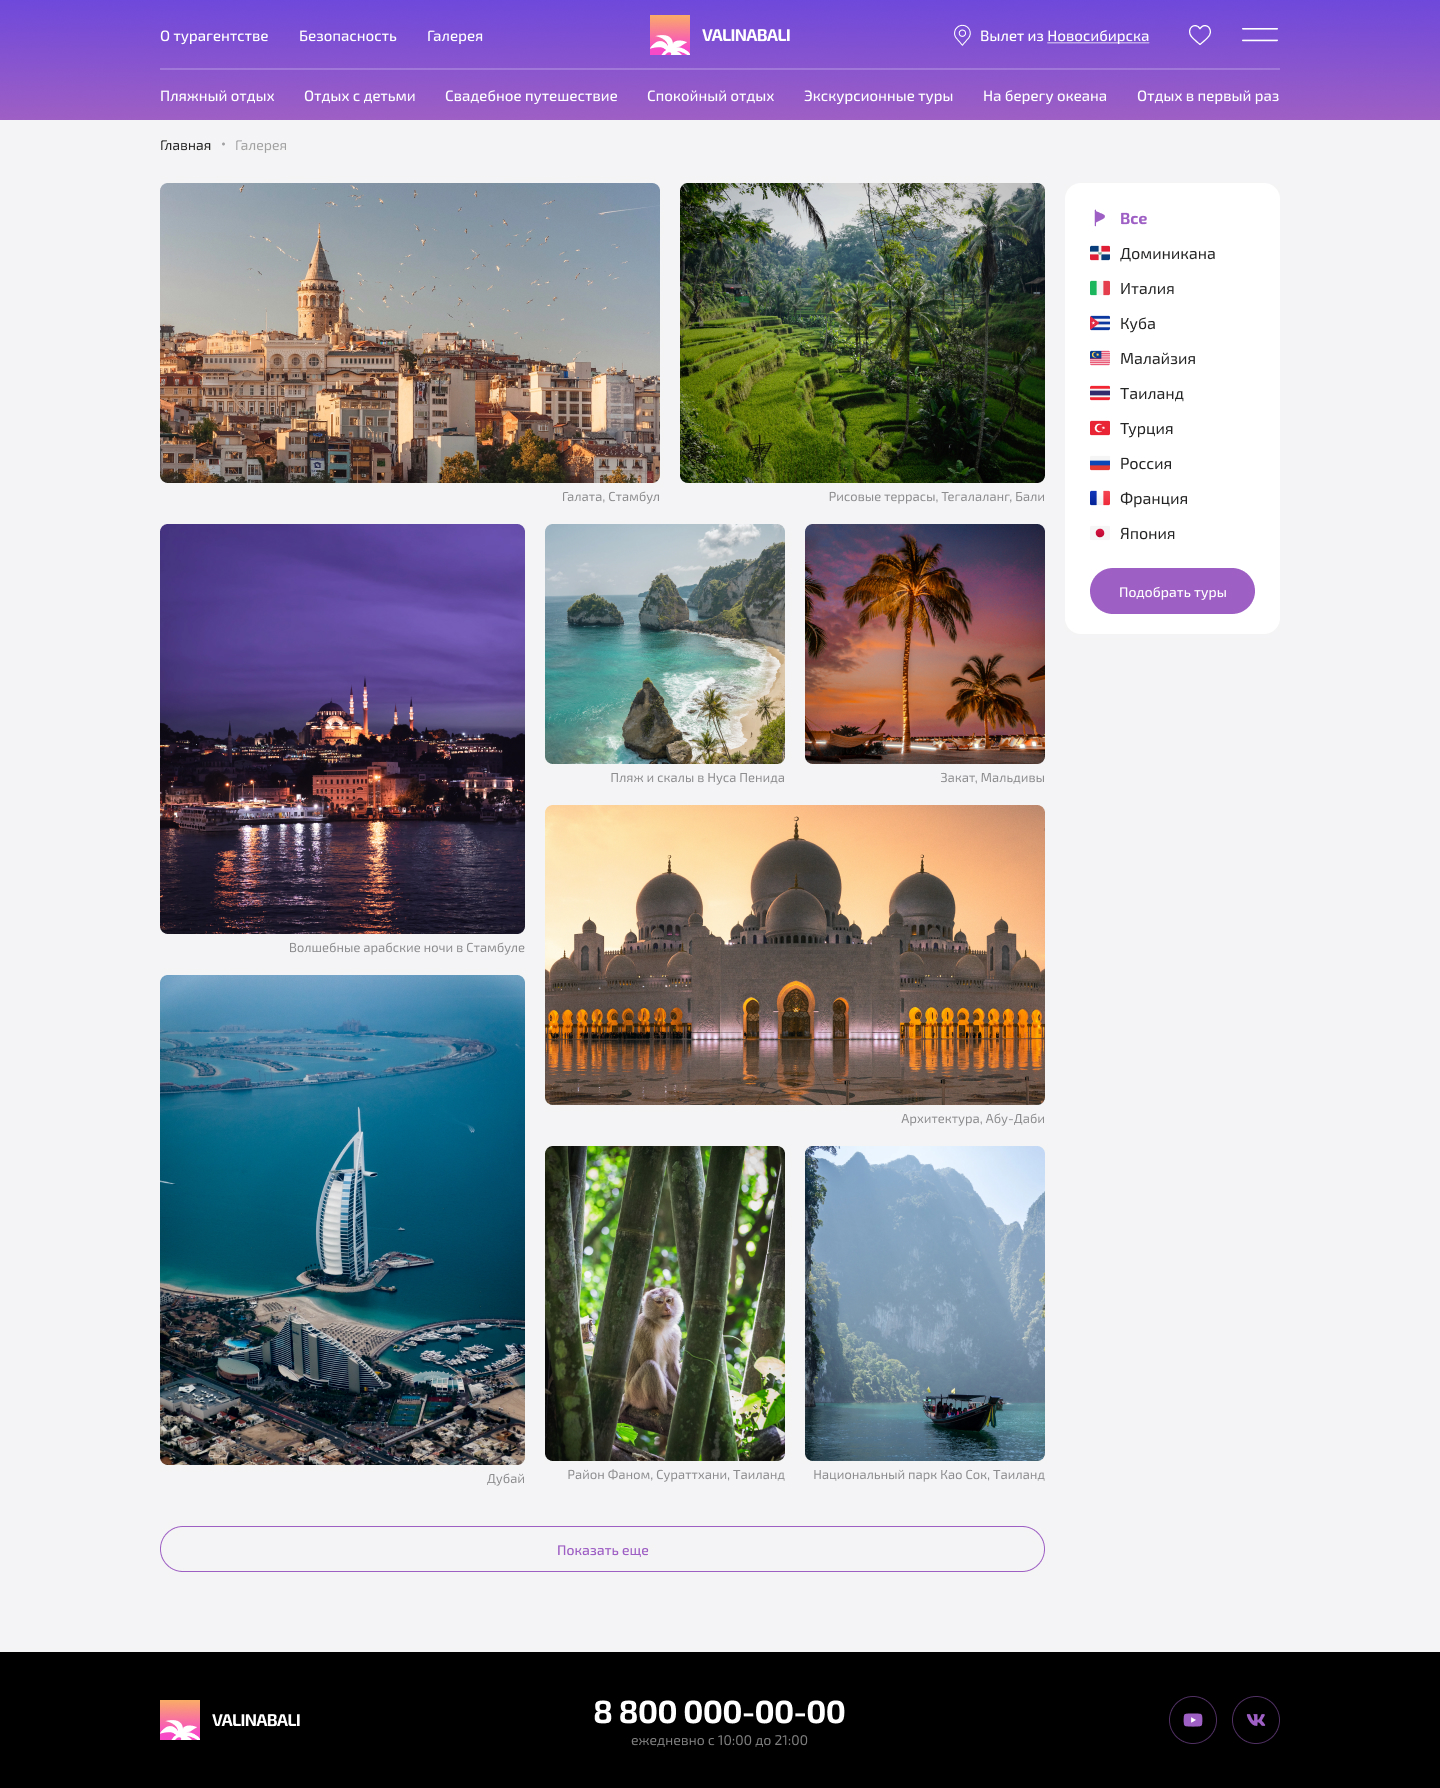 О турагентстве
Безопасность
Галерея
VALINABALI
Вылет из Новосибирска
Пляжный отдых
Отдых с детьми
Свадебное путешествие
Спокойный отдых
Экскурсионные туры
На берегу океана
Отдых в первый раз
Главная • Галерея
Галата, Стамбул
Рисовые террасы, Тегалаланг, Бали
Волшебные арабские ночи в Стамбуле
Пляж и скалы в Нуса Пенида
Закат, Мальдивы
Архитектура, Абу-Даби
Дубай
Район Фаном, Сураттхани, Таиланд
Национальный парк Као Сок, Таиланд
Показать еще
Все
Доминикана
Италия
Куба
Малайзия
Таиланд
Турция
Россия
Франция
Япония
Подобрать туры
VALINABALI
8 800 000-00-00
ежедневно с 10:00 до 21:00